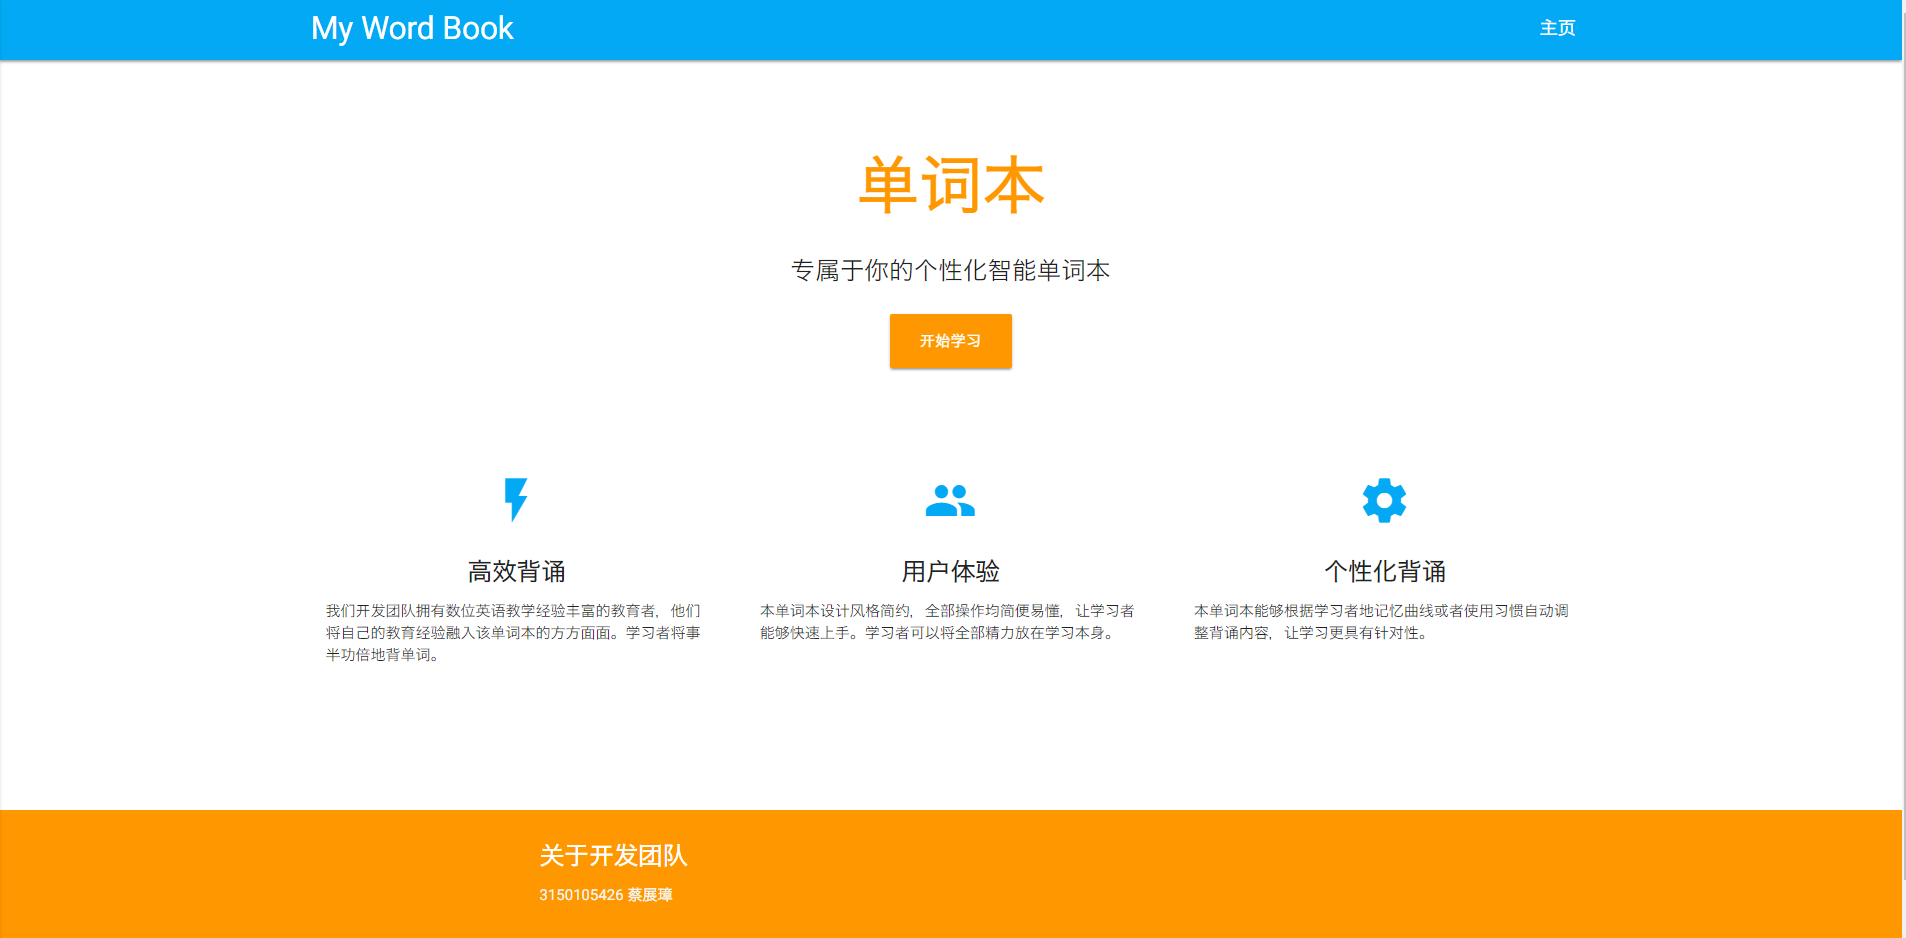 My Word Book
主页
单词本
专属于你的个性化智能单词本
开始学习
高效背诵
我们开发团队拥有数位英语教学经验丰富的教育者，他们
将自己的教育经验融入该单词本的方方面面。学习者将事
半功倍地背单词。
用户体验
本单词本设计风格简约，全部操作均简便易懂，让学习者
能够快速上手。学习者可以将全部精力放在学习本身。
个性化背诵
本单词本能够根据学习者地记忆曲线或者使用习惯自动调
整背诵内容，让学习更具有针对性。
关于开发团队
3150105426 蔡展璋